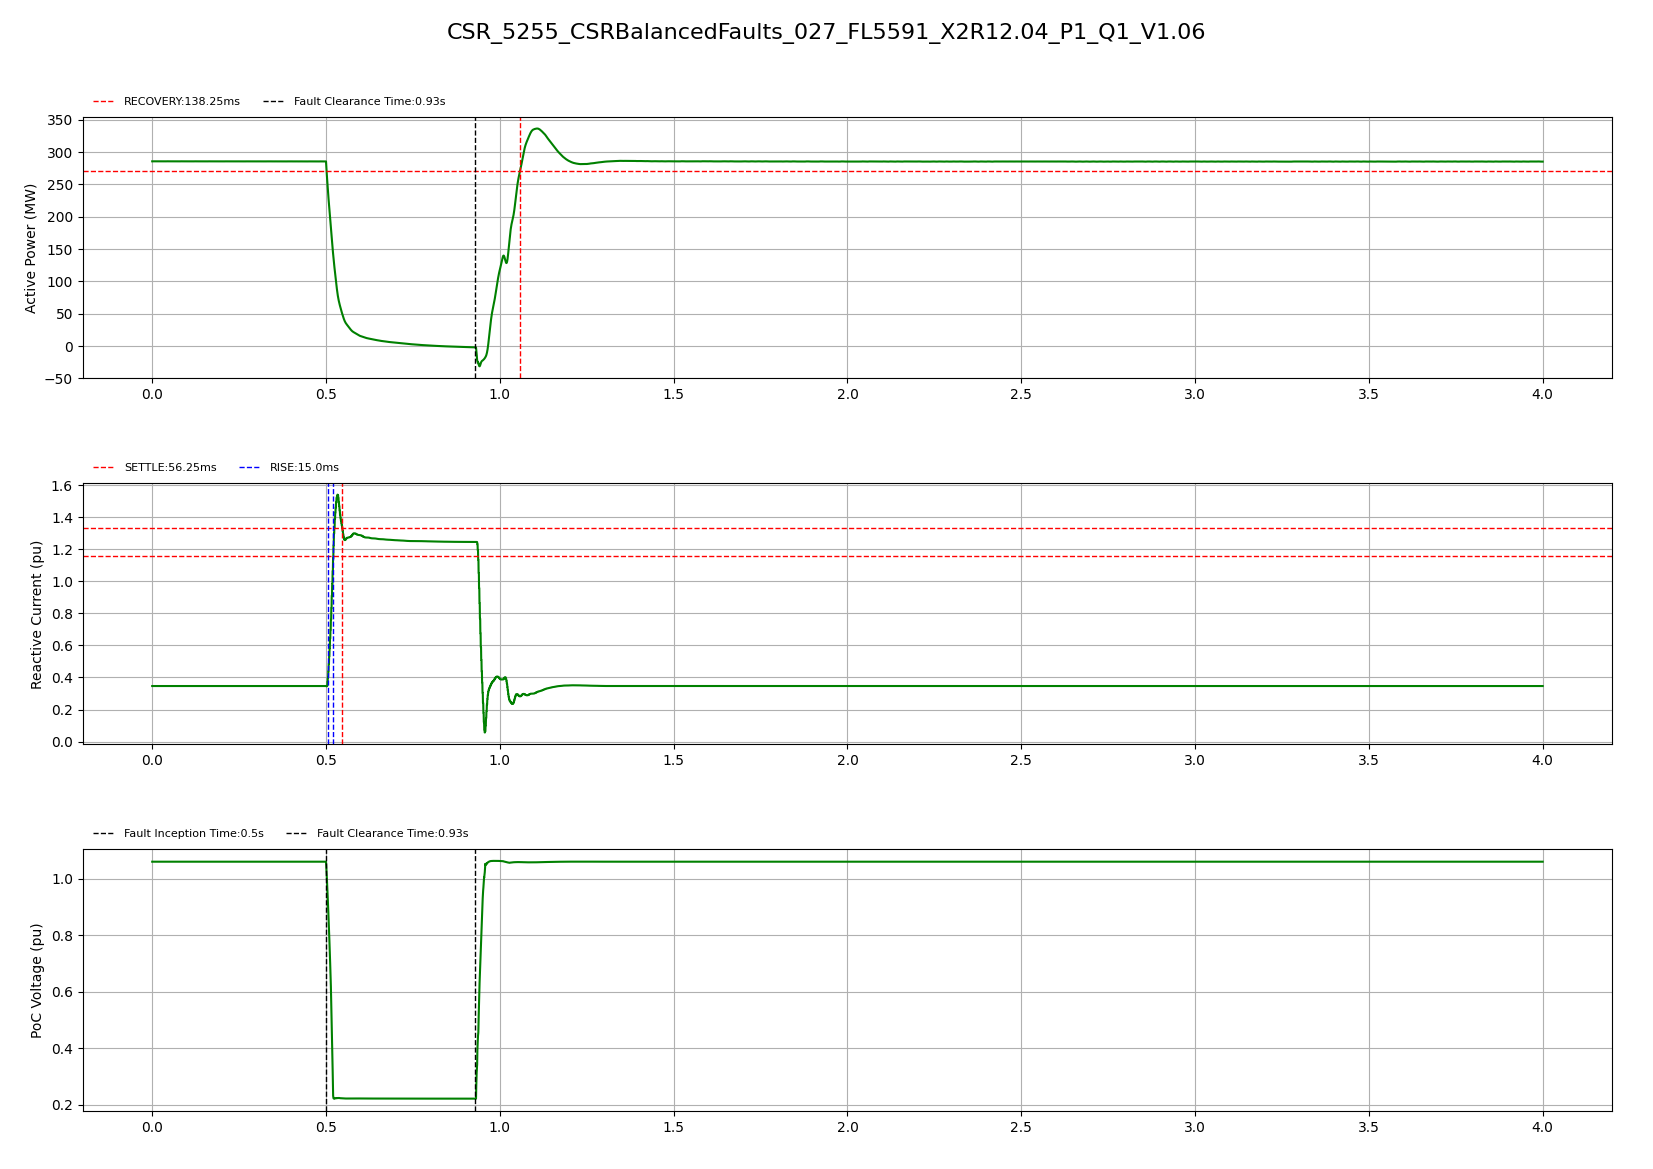 CSR_5255_CSRBalancedFaults_027_FL5591_X2R12.04_P1_Q1_V1.06
RECOVERY:138.25ms Fault Clearance Time:0.93s
Active Power (MW)
350
300
250
200
150
100
50
0
−50
0.0 0.5 1.0 1.5 2.0 2.5 3.0 3.5 4.0
SETTLE:56.25ms RISE:15.0ms
Reactive Current (pu)
1.6
1.4
1.2
1.0
0.8
0.6
0.4
0.2
0.0
0.0 0.5 1.0 1.5 2.0 2.5 3.0 3.5 4.0
Fault Inception Time:0.5s Fault Clearance Time:0.93s
PoC Voltage (pu)
1.0
0.8
0.6
0.4
0.2
0.0 0.5 1.0 1.5 2.0 2.5 3.0 3.5 4.0